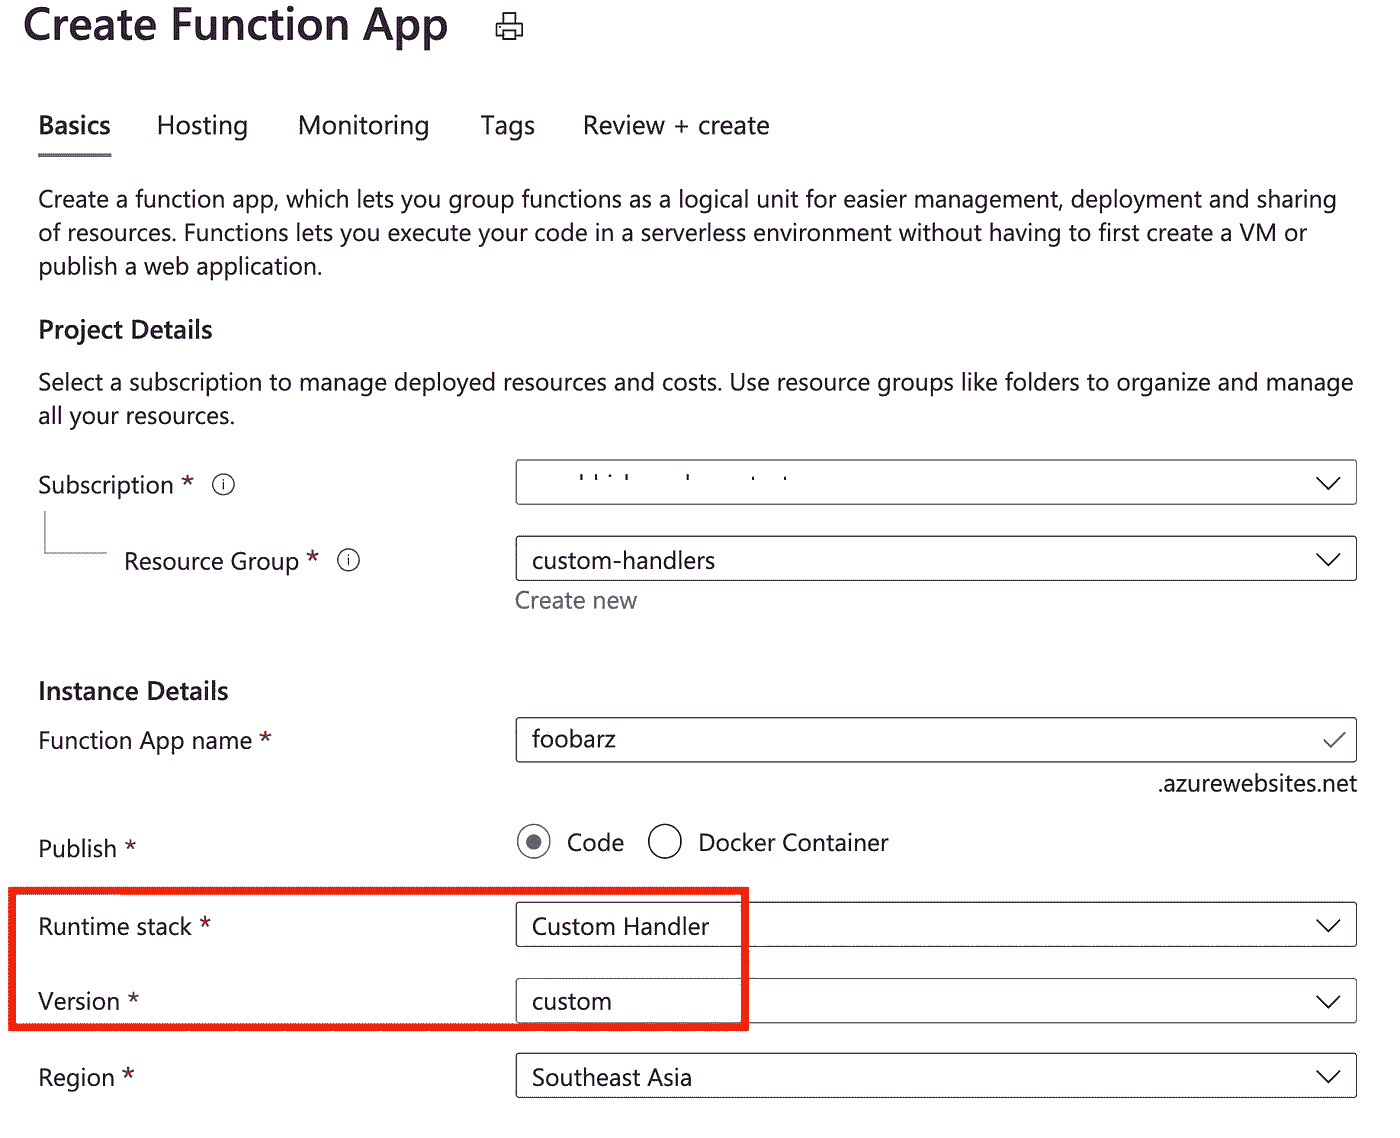 Create Function App
Basics Hosting Monitoring Tags Review + create
Create a function app, which lets you group functions as a logical unit for easier management, deployment and sharing
of resources. Functions lets you execute your code in a serverless environment without having to first create a VM or
publish a web application.
Project Details
Select a subscription to manage deployed resources and costs. Use resource groups like folders to organize and manage
all your resources.
Subscription *
Resource Group * custom-handlers
Create new
Instance Details
Function App name * foobarz
.azurewebsites.net
Publish * Code Docker Container
Runtime stack * Custom Handler
Version * custom
Region * Southeast Asia